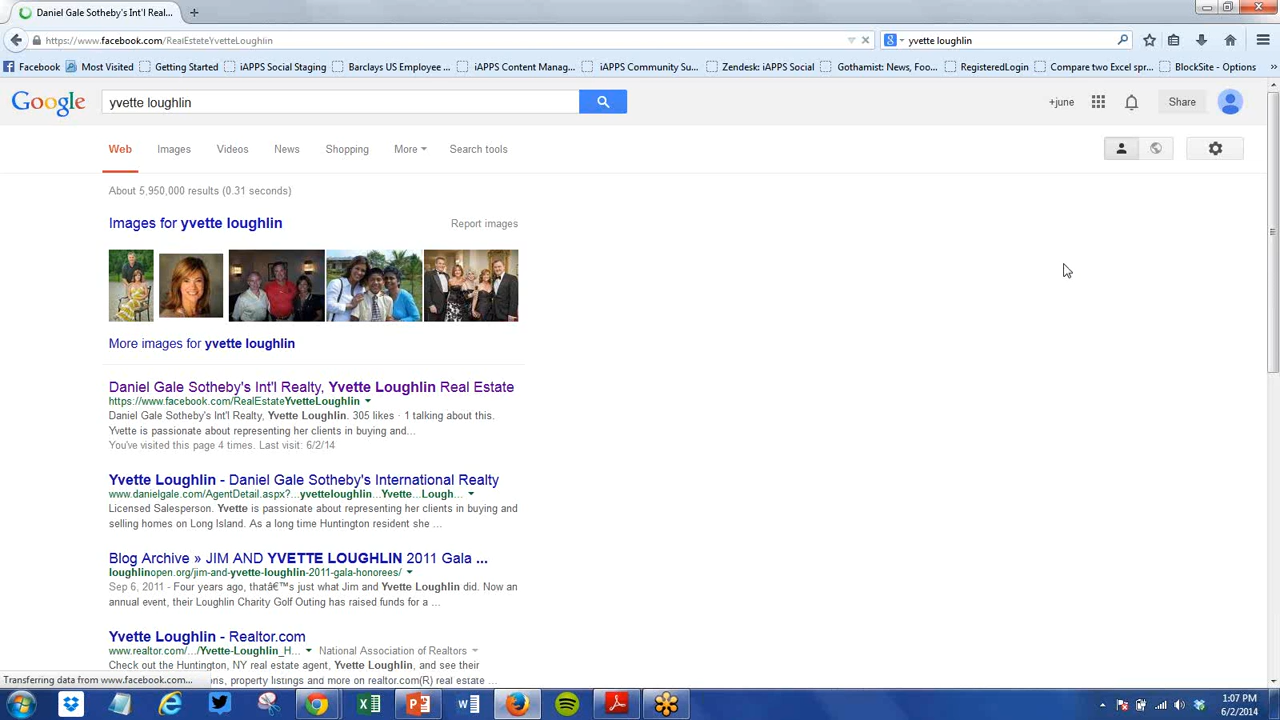 Daniel Gale Sotheby's Int'l Real...
https://www.facebook.com/RealEstateYvetteLoughlin
yvette loughlin
Facebook Most Visited Getting Started iAPPS Social Staging Barclays US Employee ... iAPPS Content Manag... iAPPS Community Su... Zendesk: iAPPS Social Gothamist: News, Foo... RegisteredLogin Compare two Excel spr... BlockSite - Options
Google yvette loughlin +june Share
Web Images Videos News Shopping More Search tools
About 5,950,000 results (0.31 seconds)
Images for yvette loughlin Report images
More images for yvette loughlin
Daniel Gale Sotheby's Int'l Realty, Yvette Loughlin Real Estate
https://www.facebook.com/RealEstateYvetteLoughlin
Daniel Gale Sotheby's Int'l Realty, Yvette Loughlin. 305 likes · 1 talking about this.
Yvette is passionate about representing her clients in buying and...
You've visited this page 4 times. Last visit: 6/2/14
Yvette Loughlin - Daniel Gale Sotheby's International Realty
www.danielgale.com/AgentDetail.aspx?...yvetteloughlin...Yvette...Lough...
Licensed Salesperson. Yvette is passionate about representing her clients in buying and
selling homes on Long Island. As a long time Huntington resident she ...
Blog Archive » JIM AND YVETTE LOUGHLIN 2011 Gala ...
loughlinopen.org/jim-and-yvette-loughlin-2011-gala-honorees/
Sep 6, 2011 - Four years ago, thatâ€™s just what Jim and Yvette Loughlin did. Now an
annual event, their Loughlin Charity Golf Outing has raised funds for a ...
Yvette Loughlin - Realtor.com
www.realtor.com/.../Yvette-Loughlin_H... National Association of Realtors
Check out the Huntington, NY real estate agent, Yvette Loughlin, and see their
ons, property listings and more on realtor.com(R) real estate ...
Transferring data from www.facebook.com...
1:07 PM
6/2/2014